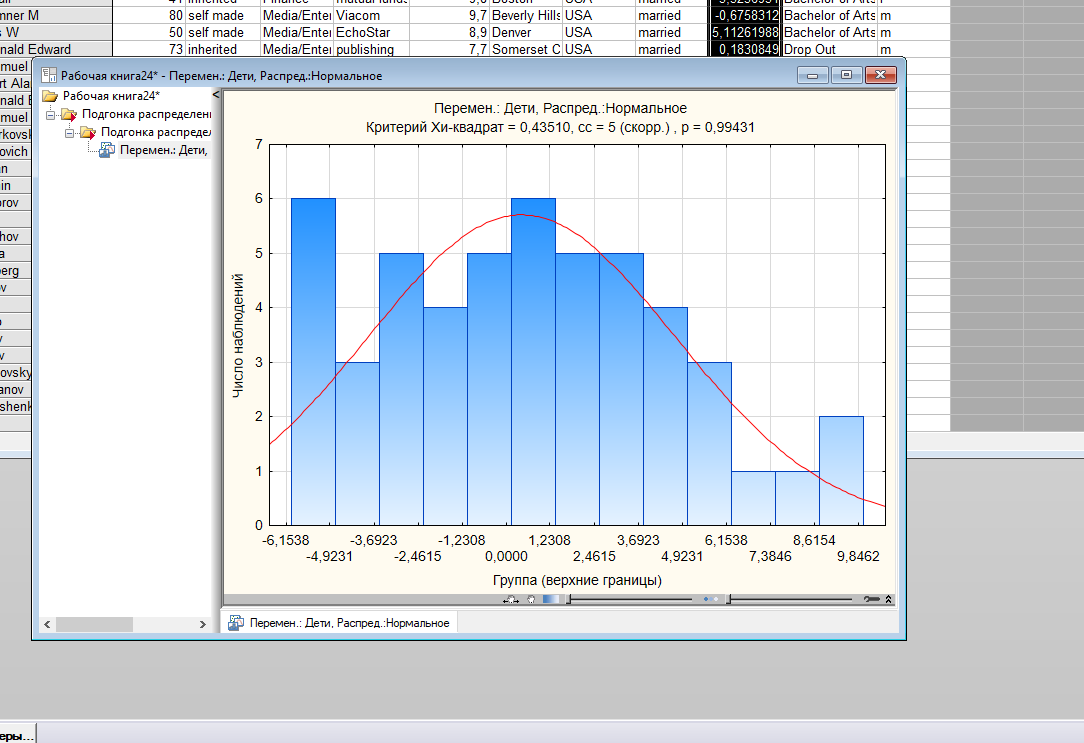 inherited Finance mutual funds 9,0 Boston USA married Bachelor of Arts m
mner M 80 self made Media/Enter Viacom 9,7 Beverly Hills USA married -0,6758312 Bachelor of Arts m
s W 50 self made Media/Enter EchoStar 8,9 Denver USA married 5,11261988 Bachelor of Arts m
nald Edward 73 inherited Media/Enter publishing 7,7 Somerset C USA married 0,1830849 Drop Out m
muel
rt Ala
nald E
muel
rkovsk
ovich
an
in
orov
hov
a
erg
ov
o
v
v
ovsky
anov
shenk
Рабочая книга24* - Перемен.: Дети, Распред.:Нормальное
Рабочая книга24*
Подгонка распределени
Подгонка распредел
Перемен.: Дети,
<
Перемен.: Дети, Распред.:Нормальное
Критерий Хи-квадрат = 0,43510, сс = 5 (скорр.) , p = 0,99431
7
6
5
4
3
2
1
0
Число наблюдений
-6,1538 -3,6923 -1,2308 1,2308 3,6923 6,1538 8,6154
-4,9231 -2,4615 0,0000 2,4615 4,9231 7,3846 9,8462
Группа (верхние границы)
Перемен.: Дети, Распред.:Нормальное
еры...